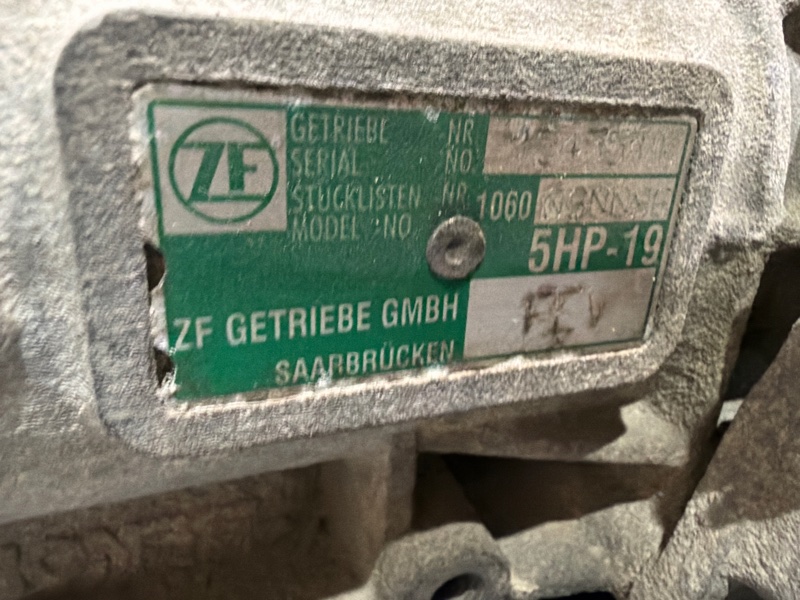 ZF
GETRIEBE NR
SERIAL NO.
STÜCKLISTEN NR 1060
MODEL NO
5HP-19
ZF GETRIEBE GMBH
SAARBRÜCKEN